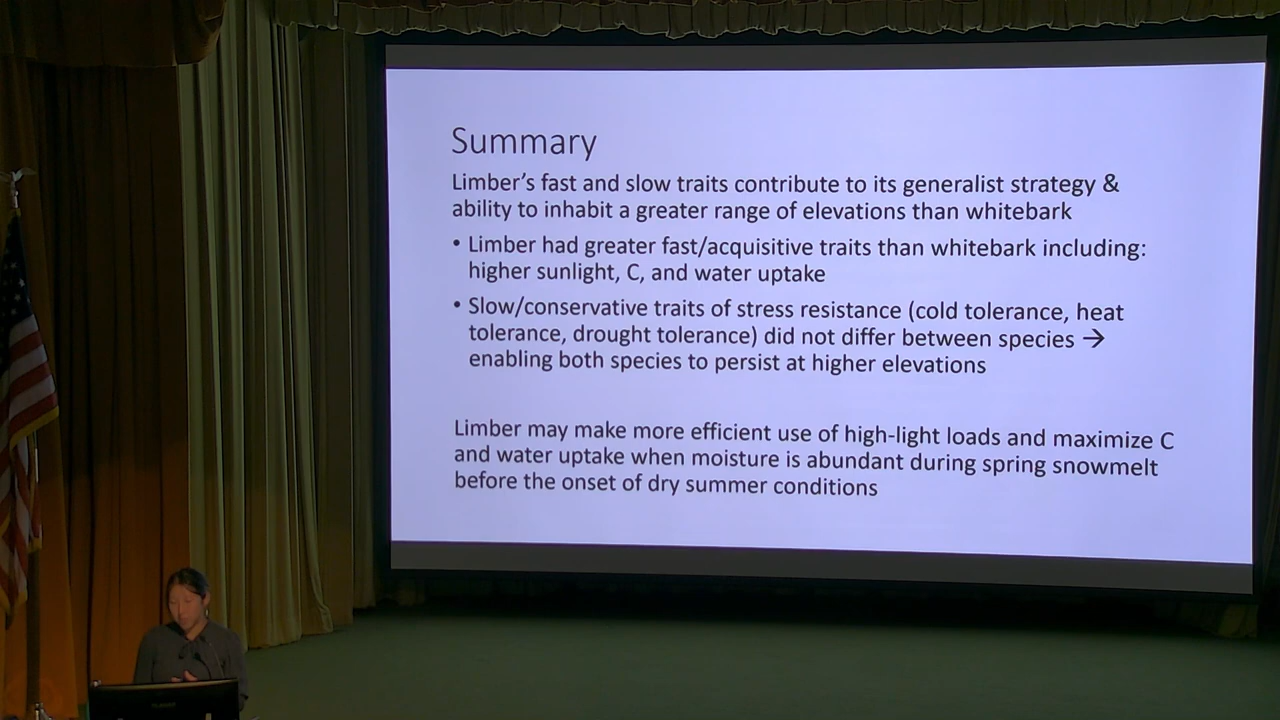 Summary
Limber's fast and slow traits contribute to its generalist strategy &
ability to inhabit a greater range of elevations than whitebark
• Limber had greater fast/acquisitive traits than whitebark including:
higher sunlight, C, and water uptake
• Slow/conservative traits of stress resistance (cold tolerance, heat
tolerance, drought tolerance) did not differ between species →
enabling both species to persist at higher elevations
Limber may make more efficient use of high-light loads and maximize C
and water uptake when moisture is abundant during spring snowmelt
before the onset of dry summer conditions